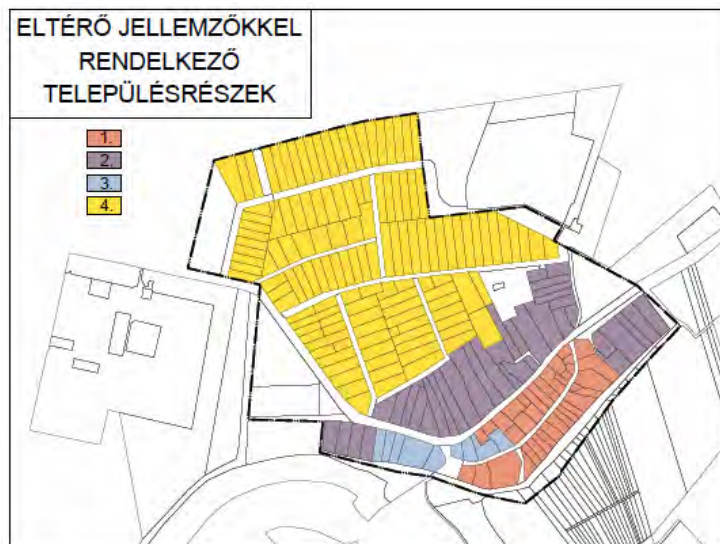 ELTÉRŐ JELLEMZŐKKEL
RENDELKEZŐ
TELEPÜLÉSRÉSZEK
1.
2.
3.
4.